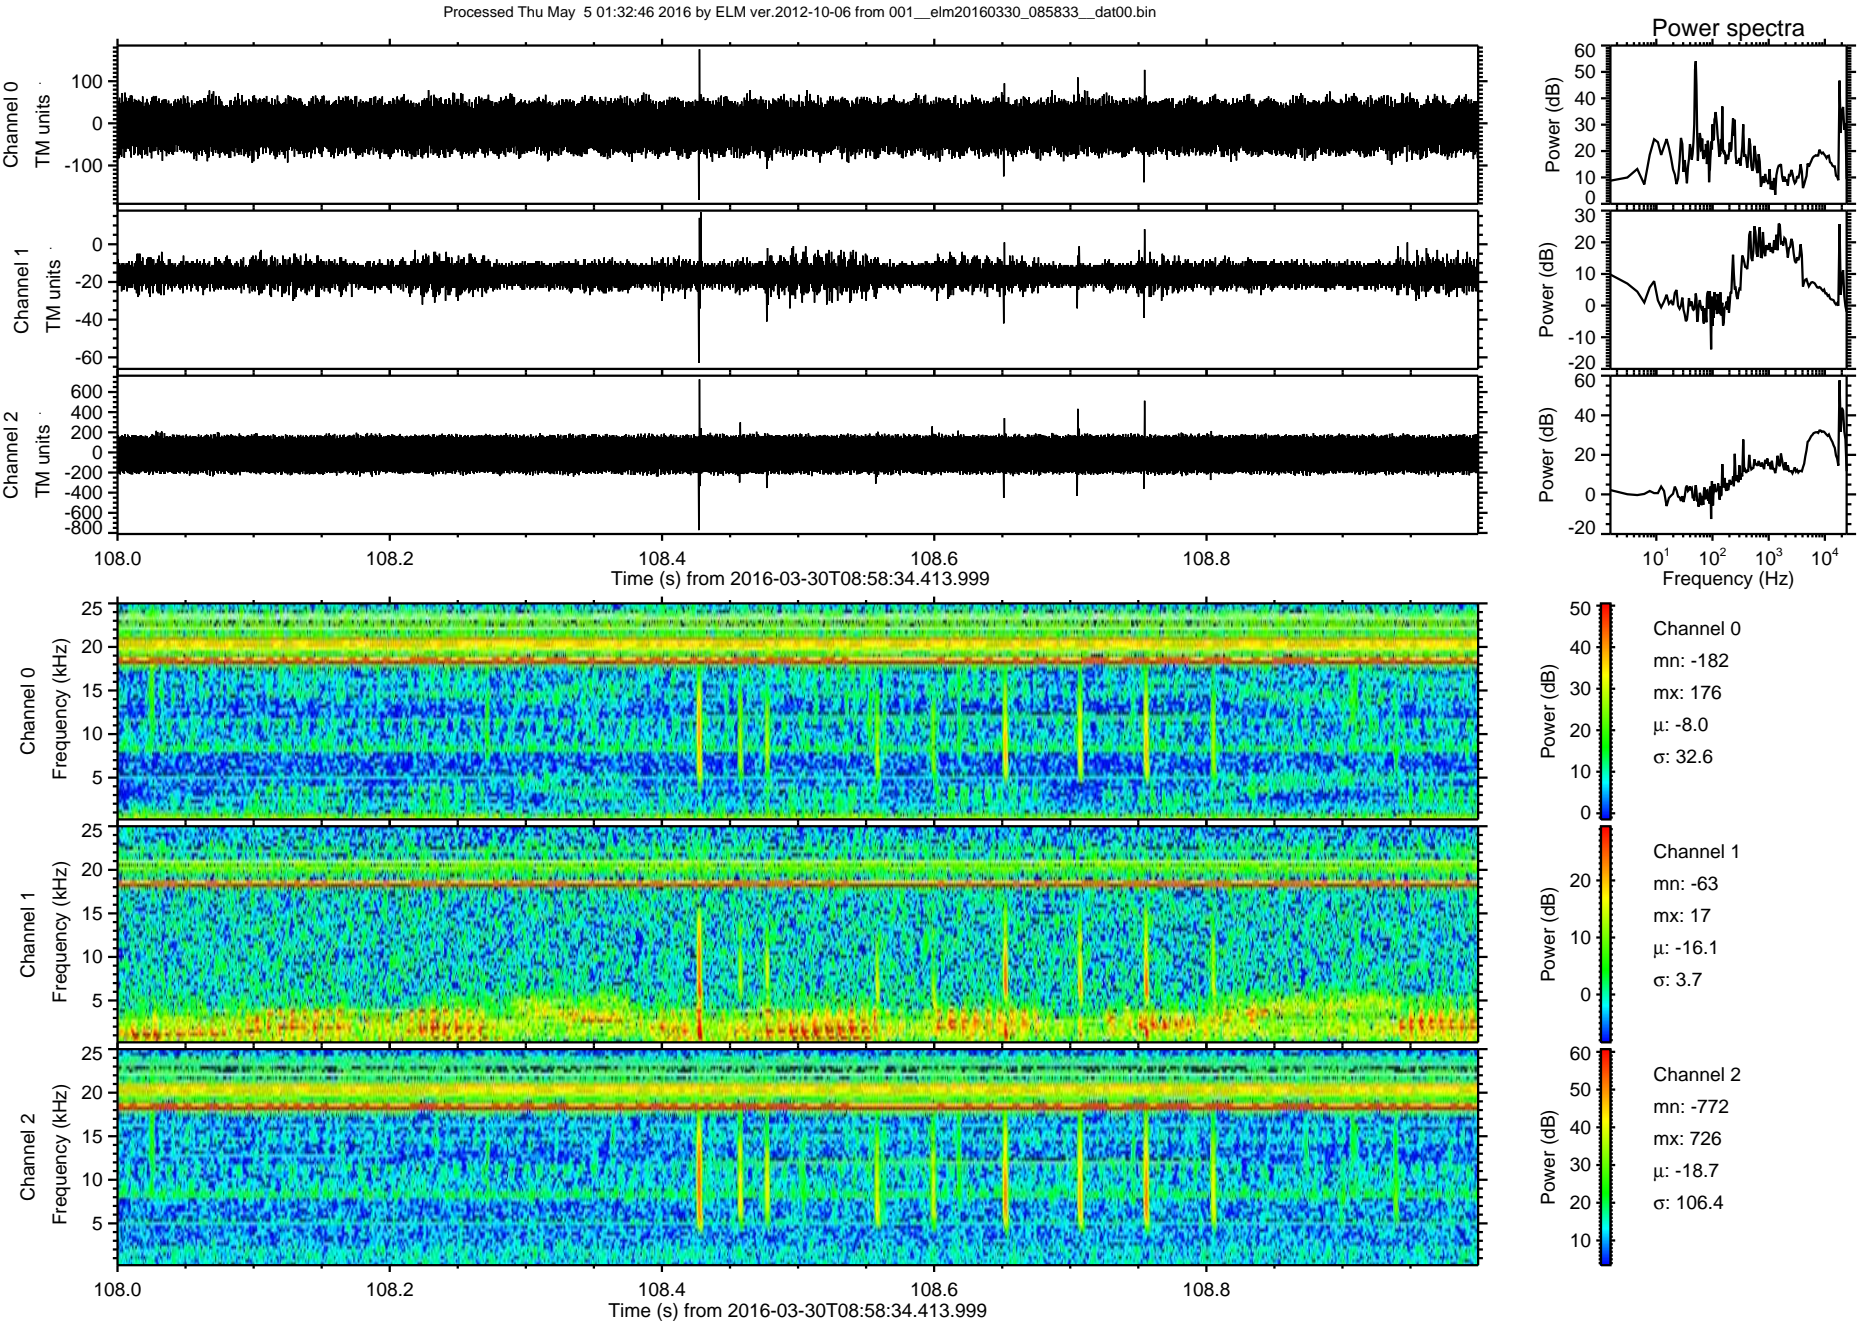 Processed Thu May  5 01:32:46 2016 by ELM ver.2012-10-06 from 001__elm20160330_085833__dat00.bin
Power spectra
Channel 0
TM units
100
0
-100
Power (dB)
60
50
40
30
20
10
0
Channel 1
TM units
0
-20
-40
-60
Power (dB)
30
20
10
0
-10
-20
Channel 2
TM units
600
400
200
0
-200
-400
-600
-800
Power (dB)
60
40
20
0
-20
108.0 108.2 108.4 108.6 108.8
Time (s) from 2016-03-30T08:58:34.413.999
10¹ 10² 10³ 10⁴
Frequency (Hz)
Channel 0
Frequency (kHz)
25
20
15
10
5
Power (dB)
50
40
30
20
10
0
Channel 0
mn: -182
mx: 176
μ: -8.0
σ: 32.6
Channel 1
Frequency (kHz)
25
20
15
10
5
Power (dB)
20
10
0
Channel 1
mn: -63
mx: 17
μ: -16.1
σ: 3.7
Channel 2
Frequency (kHz)
25
20
15
10
5
Power (dB)
60
50
40
30
20
10
Channel 2
mn: -772
mx: 726
μ: -18.7
σ: 106.4
108.0 108.2 108.4 108.6 108.8
Time (s) from 2016-03-30T08:58:34.413.999